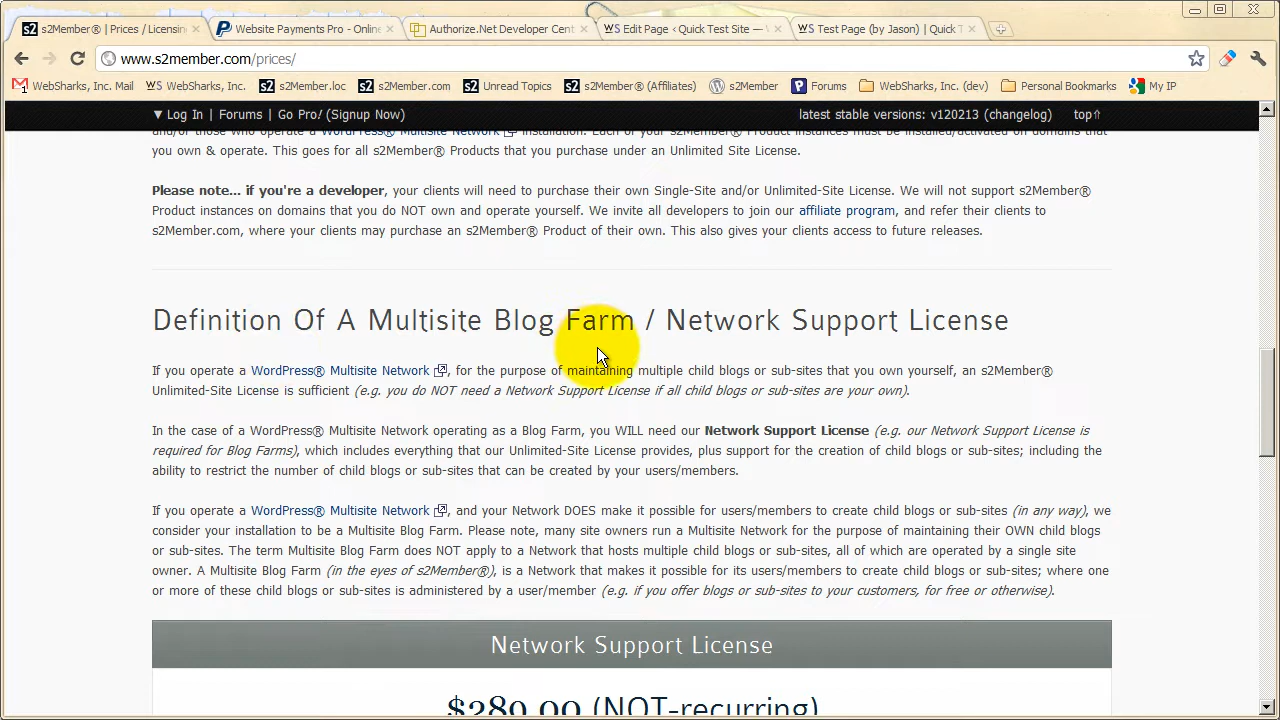 s2Member® | Prices / Licensing
Website Payments Pro - Online
Authorize.Net Developer Cent
WS Edit Page ‹ Quick Test Site —
WS Test Page (by Jason) | Quick T
www.s2member.com/prices/
WebSharks, Inc. Mail
WS WebSharks, Inc.
s2Member.loc
Unread Topics
s2Member® (Affiliates)
s2Member
Forums
WebSharks, Inc. (dev)
Personal Bookmarks
My IP
▼ Log In | Forums | Go Pro! (Signup Now)
latest stable versions: v120213 (changelog)
top⇑
and/or those who operate a WordPress® Multisite Network installation. Each of your s2Member® Product instances must be installed/activated on domains that
you own & operate. This goes for all s2Member® Products that you purchase under an Unlimited Site License.
Please note... if you're a developer, your clients will need to purchase their own Single-Site and/or Unlimited-Site License. We will not support s2Member®
Product instances on domains that you do NOT own and operate yourself. We invite all developers to join our affiliate program, and refer their clients to
s2Member.com, where your clients may purchase an s2Member® Product of their own. This also gives your clients access to future releases.
Definition Of A Multisite Blog Farm / Network Support License
If you operate a WordPress® Multisite Network, for the purpose of maintaining multiple child blogs or sub-sites that you own yourself, an s2Member®
Unlimited-Site License is sufficient (e.g. you do NOT need a Network Support License if all child blogs or sub-sites are your own).
In the case of a WordPress® Multisite Network operating as a Blog Farm, you WILL need our Network Support License (e.g. our Network Support License is
required for Blog Farms), which includes everything that our Unlimited-Site License provides, plus support for the creation of child blogs or sub-sites; including the
ability to restrict the number of child blogs or sub-sites that can be created by your users/members.
If you operate a WordPress® Multisite Network, and your Network DOES make it possible for users/members to create child blogs or sub-sites (in any way), we
consider your installation to be a Multisite Blog Farm. Please note, many site owners run a Multisite Network for the purpose of maintaining their OWN child blogs
or sub-sites. The term Multisite Blog Farm does NOT apply to a Network that hosts multiple child blogs or sub-sites, all of which are operated by a single site
owner. A Multisite Blog Farm (in the eyes of s2Member®), is a Network that makes it possible for its users/members to create child blogs or sub-sites; where one
or more of these child blogs or sub-sites is administered by a user/member (e.g. if you offer blogs or sub-sites to your customers, for free or otherwise).
Network Support License
$289.00 (NOT-recurring)